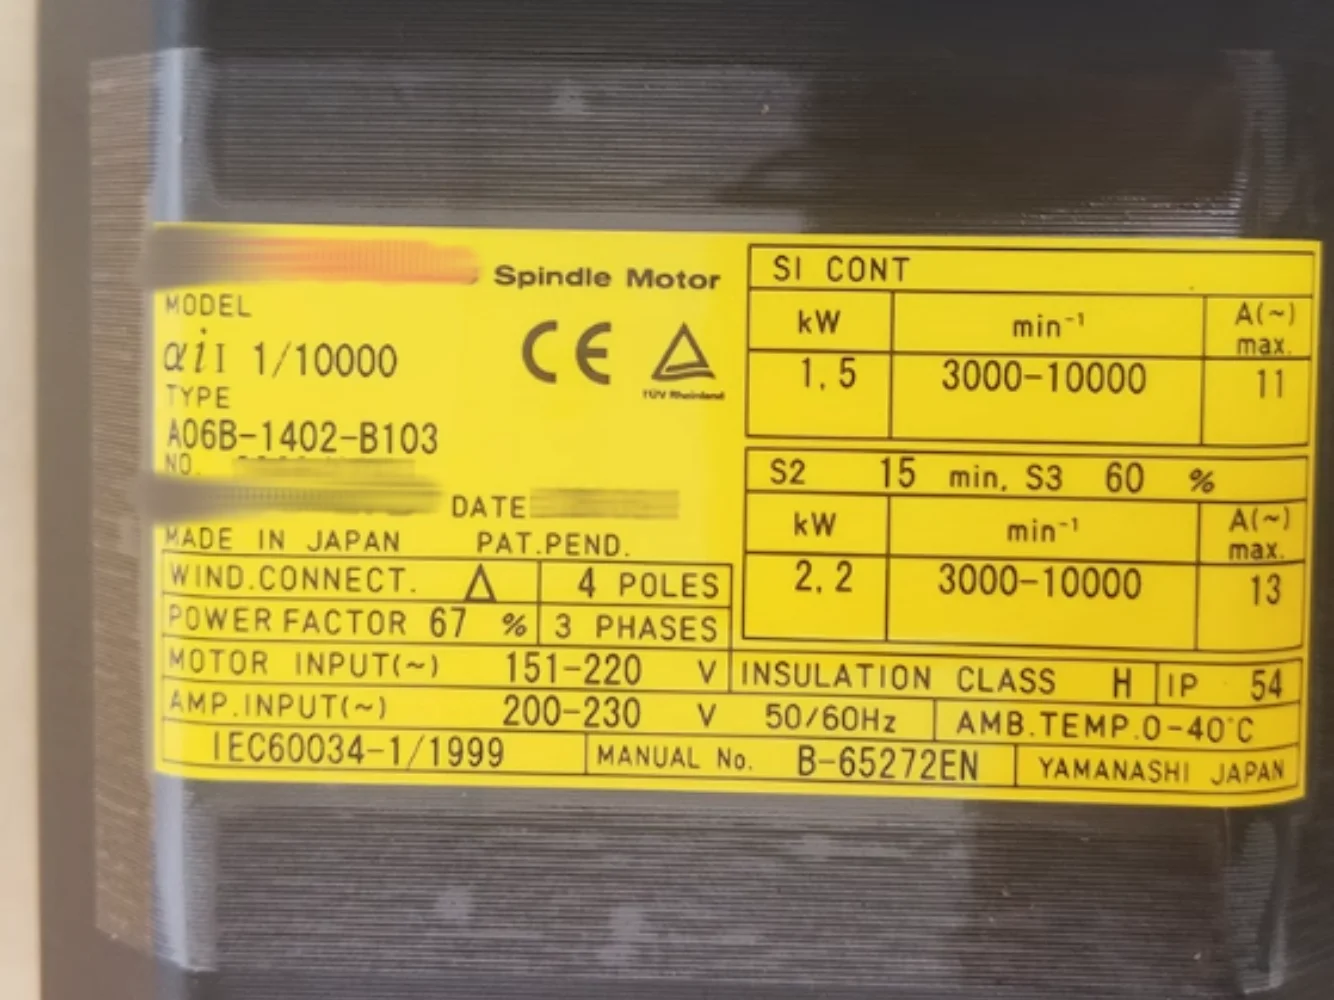 Spindle Motor
MODEL
αiI 1/10000
TYPE
A06B-1402-B103
NO.
DATE
MADE IN JAPAN PAT.PEND.
CE
TÜV Rheinland
WIND.CONNECT. Δ 4 POLES
POWER FACTOR 67 % 3 PHASES
MOTOR INPUT(~) 151-220 V
AMP.INPUT(~) 200-230 V 50/60Hz
IEC60034-1/1999
MANUAL No. B-65272EN
SI CONT
kW min⁻¹ A(~) max.
1.5 3000-10000 11
S2 15 min, S3 60 %
kW min⁻¹ A(~) max.
2.2 3000-10000 13
INSULATION CLASS H IP 54
AMB.TEMP.0-40°C
YAMANASHI JAPAN